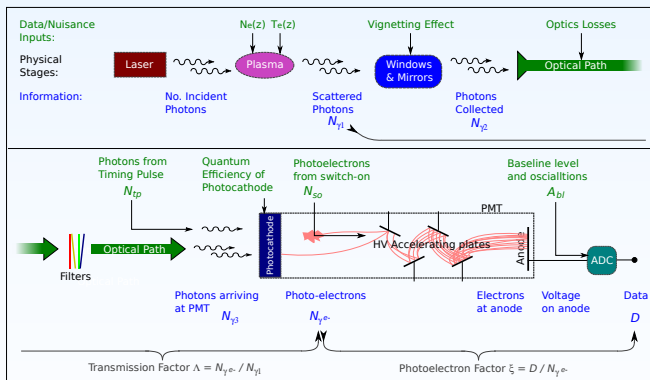 Data/Nuisance
Inputs:
Ne(z) Te(z)
Vignetting Effect
Optics Losses
Physical
Stages:
Laser
Plasma
Windows
& Mirrors
Optical Path
Information:
No. Incident
Photons
Scattered
Photons
Nγ1
Photons
Collected
Nγ2
Photons from
Timing Pulse
Ntp
Quantum
Efficiency of
Photocathode
Photoelectrons
from switch-on
Nso
Baseline level
and oscialltions
Abl
PMT
Filters
Optical Path
Photocathode
HV Accelerating plates
Anode
ADC
Photons arriving
at PMT
Nγ3
Photo-electrons
Nγe-
Electrons
at anode
Voltage
on anode
Data
D
Transmission Factor Λ = Nγe- / Nγ1
Photoelectron Factor ξ = D / Nγe-